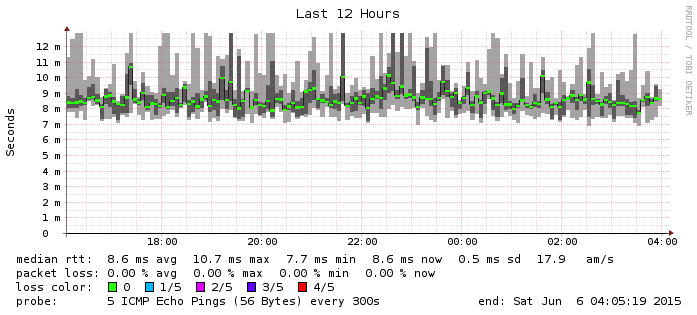 Last 12 Hours
RRDTOOL / TOBI OETIKER
Seconds
12 m
11 m
10 m
9 m
8 m
7 m
6 m
5 m
4 m
3 m
2 m
1 m
0
18:00 20:00 22:00 00:00 02:00 04:00
median rtt: 8.6 ms avg 10.7 ms max 7.7 ms min 8.6 ms now 0.5 ms sd 17.9 am/s
packet loss: 0.00 % avg 0.00 % max 0.00 % min 0.00 % now
loss color: 0 1/5 2/5 3/5 4/5
probe: 5 ICMP Echo Pings (56 Bytes) every 300s end: Sat Jun 6 04:05:19 2015